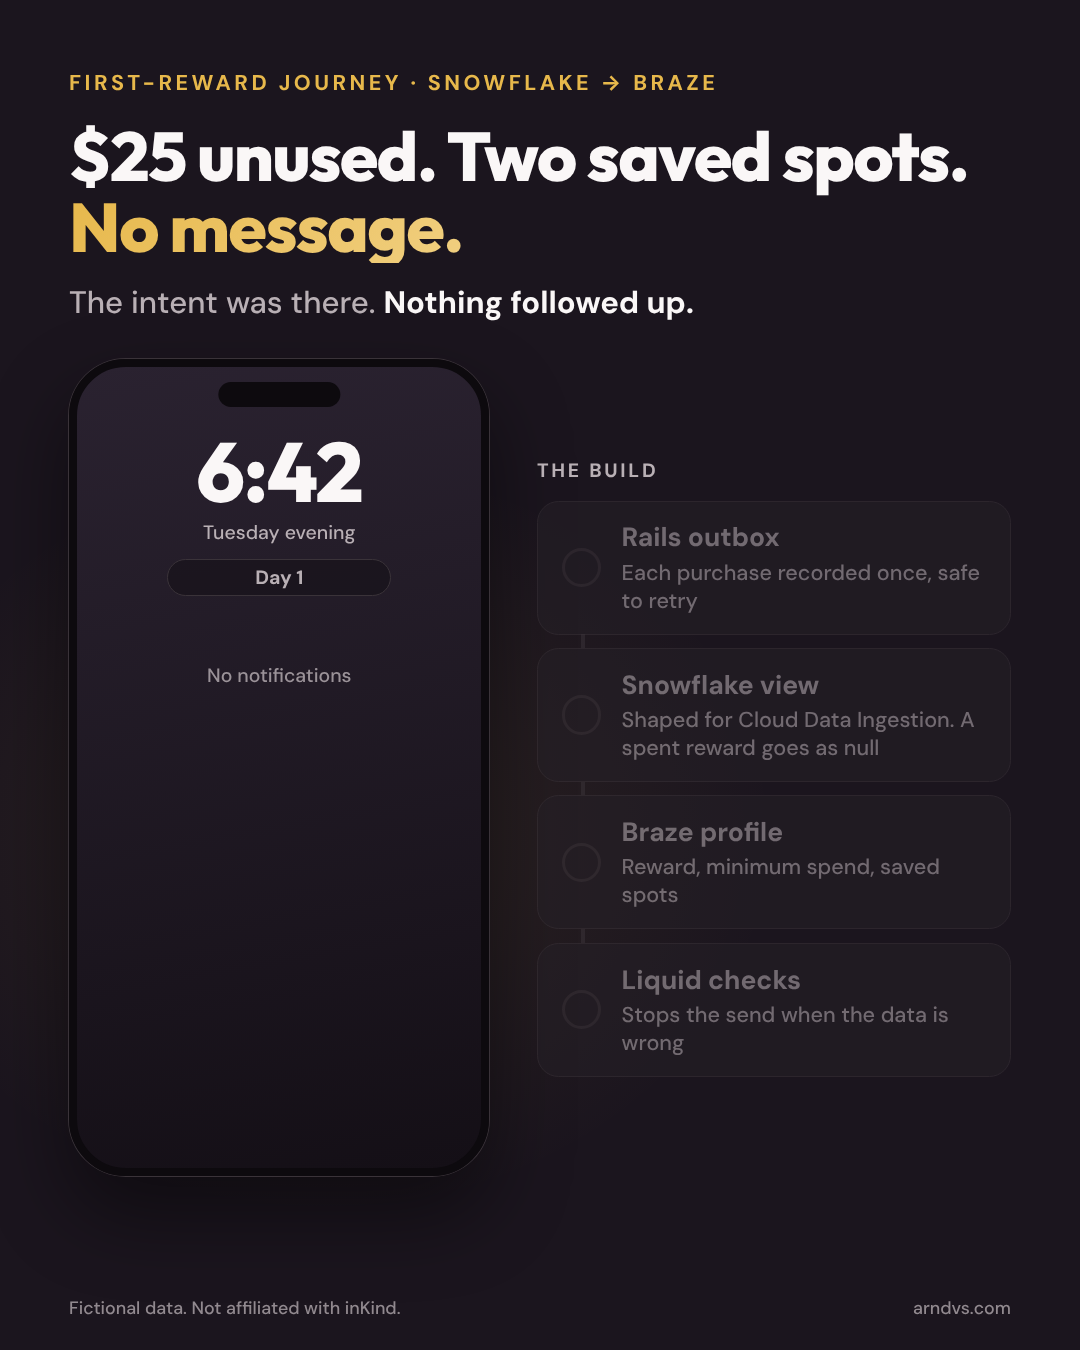 FIRST-REWARD JOURNEY · SNOWFLAKE → BRAZE
$25 unused. Two saved spots.
No message.
The intent was there. Nothing followed up.
6:42
Tuesday evening
Day 1
No notifications
THE BUILD
Rails outbox
Each purchase recorded once, safe
to retry
Snowflake view
Shaped for Cloud Data Ingestion. A
spent reward goes as null
Braze profile
Reward, minimum spend, saved
spots
Liquid checks
Stops the send when the data is
wrong
Fictional data. Not affiliated with inKind.
arndvs.com